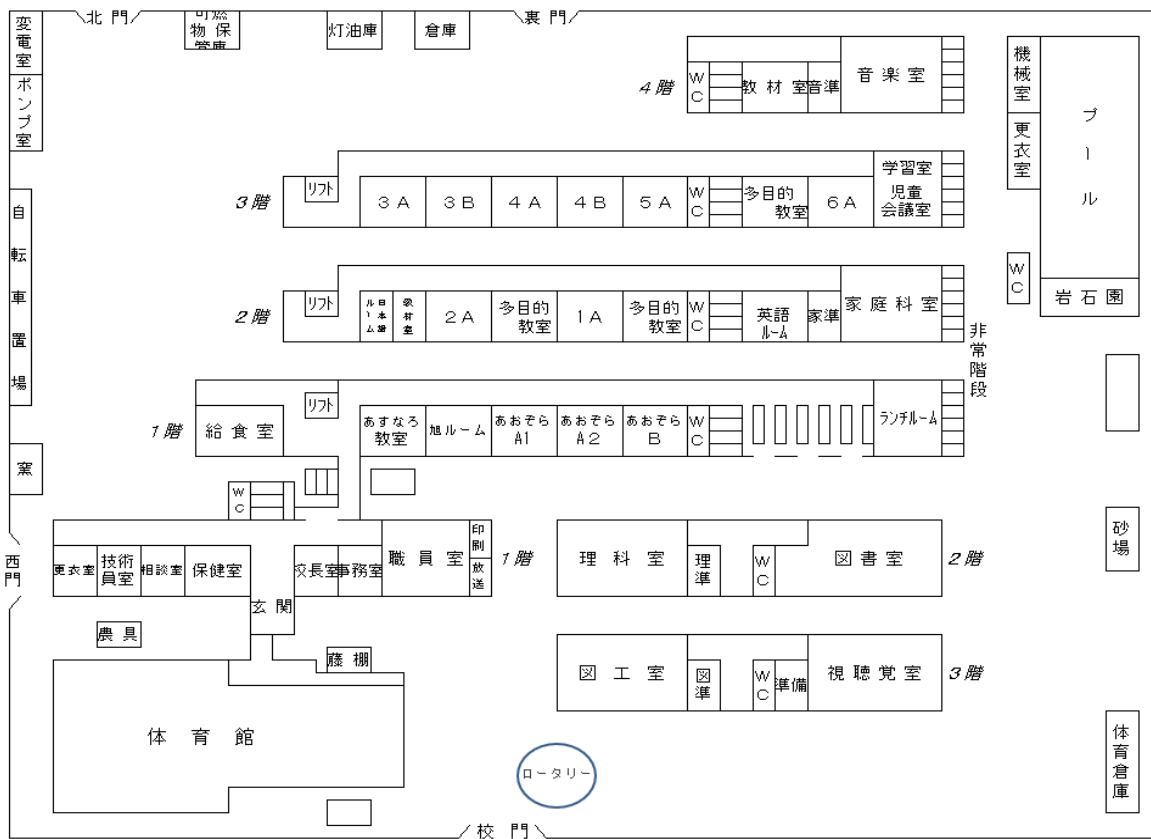 北門
裏門
変電室
ポンプ室
可燃
物保
管庫
灯油庫
倉庫
4階
WC
教材室
音準
音楽室
機械室
更衣室
プール
3階
リフト
3A
3B
4A
4B
5A
WC
多目的
教室
6A
学習室
児童
会議室
自転車置場
WC
岩石園
2階
リフト
日本語
ルーム
教材室
2A
多目的
教室
1A
多目的
教室
WC
英語
ルーム
家準
家庭科室
非常階段
1階
給食室
リフト
あすなろ
教室
旭ルーム
あおぞら
A1
あおぞら
A2
あおぞら
B
WC
ランチルーム
窯
WC
西門
更衣室
技術
員室
相談室
保健室
玄関
校長室
事務室
職員室
印刷
放送
1階
理科室
理準
WC
図書室
2階
砂場
農具
藤棚
図工室
図準
WC
準備
視聴覚室
3階
体育館
ロータリー
体育倉庫
校門